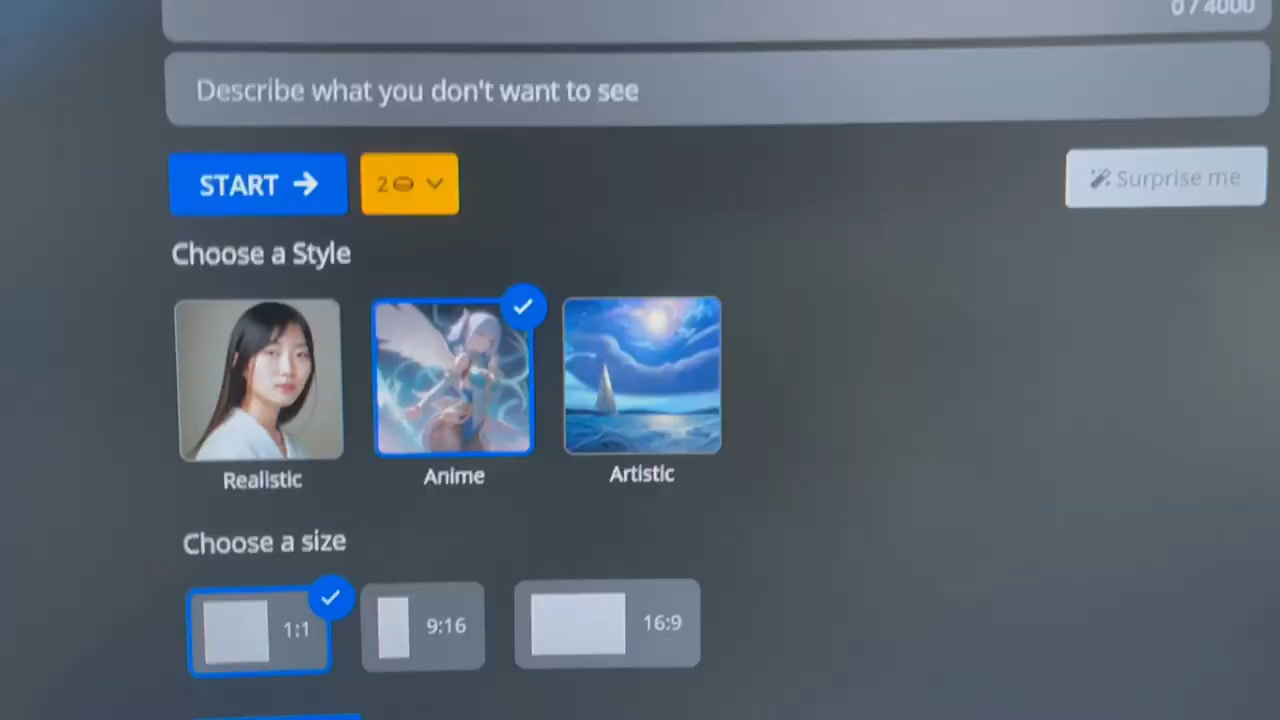 0 / 4000
Describe what you don't want to see
START
2
Surprise me
Choose a Style
Realistic
Anime
Artistic
Choose a size
1:1
9:16
16:9